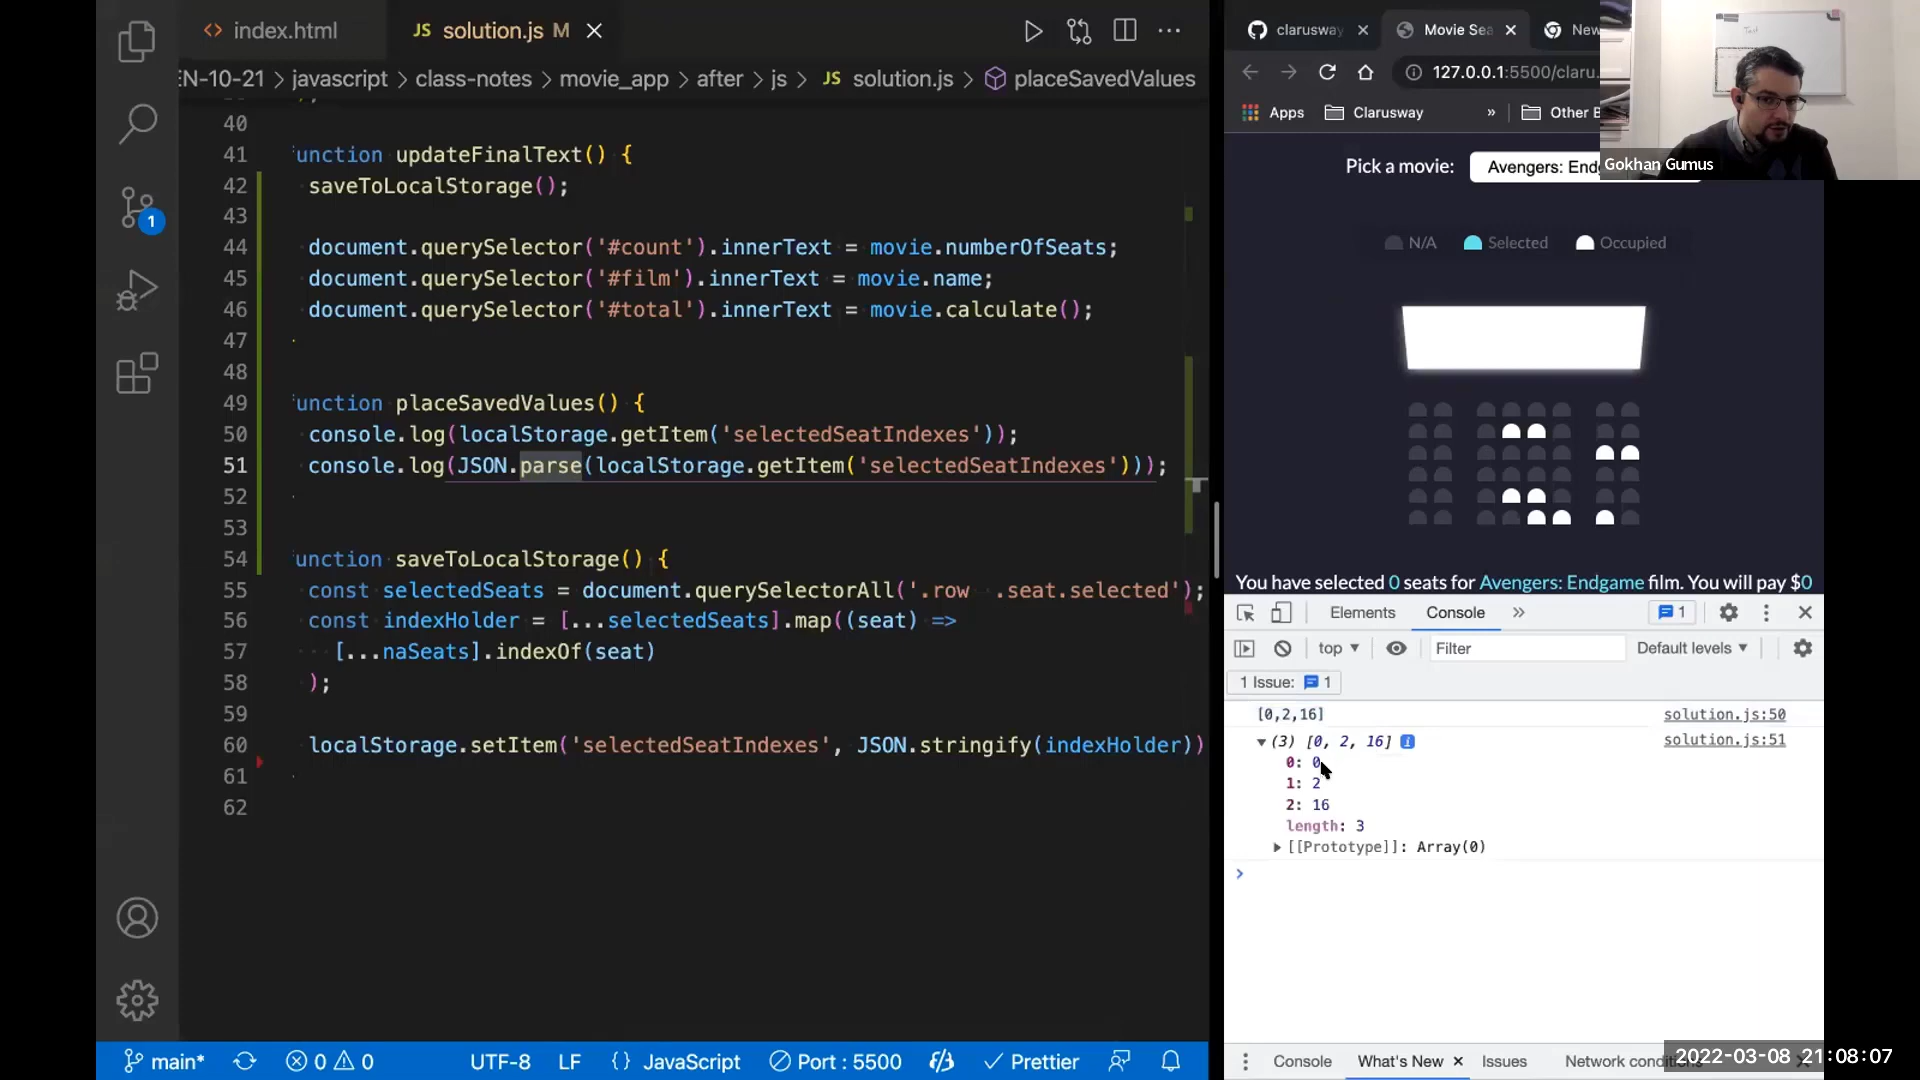 index.html
JS solution.js M
EN-10-21 > javascript > class-notes > movie_app > after > js > JS solution.js > placeSavedValues
40
41 unction updateFinalText() {
42 saveToLocalStorage();
43
44 document.querySelector('#count').innerText = movie.numberOfSeats;
45 document.querySelector('#film').innerText = movie.name;
46 document.querySelector('#total').innerText = movie.calculate();
47
48
49 unction placeSavedValues() {
50 console.log(localStorage.getItem('selectedSeatIndexes'));
51 console.log(JSON.parse(localStorage.getItem('selectedSeatIndexes')));
52
53
54 unction saveToLocalStorage() {
55 const selectedSeats = document.querySelectorAll('.row .seat.selected');
56 const indexHolder = [...selectedSeats].map((seat) =>
57 [...naSeats].indexOf(seat)
58 );
59
60 localStorage.setItem('selectedSeatIndexes', JSON.stringify(indexHolder))
61
62
1
main*
0 0
UTF-8
LF
{} JavaScript
Port : 5500
Prettier
clarusway
Movie Sea
New
127.0.0.1:5500/claru
Apps
Clarusway
»
Other B
Gokhan Gumus
Pick a movie:
Avengers: End
N/A
Selected
Occupied
You have selected 0 seats for Avengers: Endgame film. You will pay $0
Elements
Console
»
1
top
Filter
Default levels
1 Issue: 1
[0,2,16] solution.js:50
(3) [0, 2, 16] solution.js:51
0: 0
1: 2
2: 16
length: 3
[[Prototype]]: Array(0)
Console
What's New
Issues
Network condi
2022-03-08 21:08:07